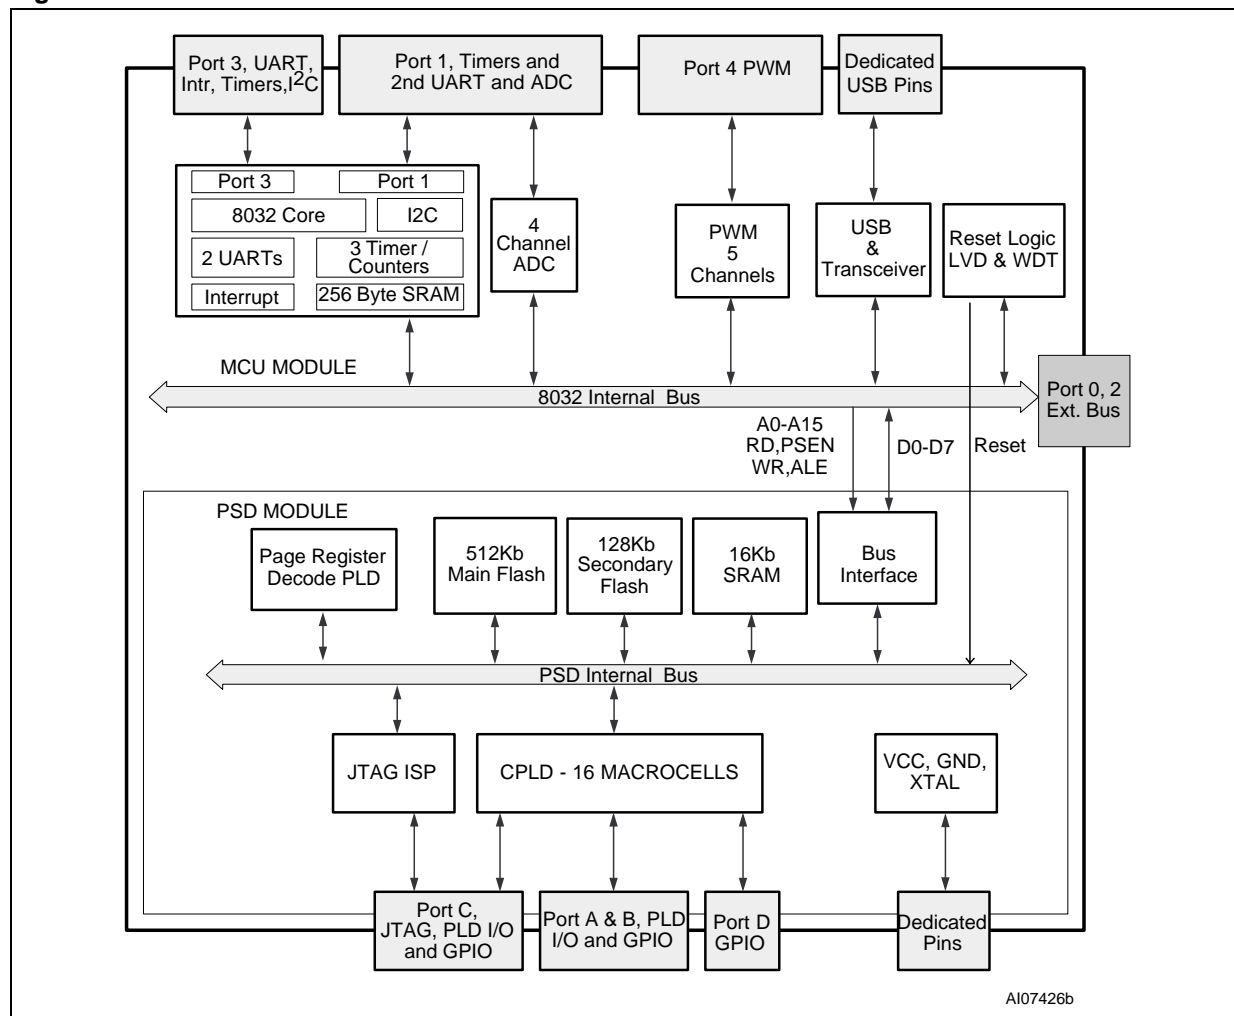 Port 3, UART,
Intr, Timers,I2C
Port 1, Timers and
2nd UART and ADC
Port 4 PWM
Dedicated
USB Pins
Port 3
Port 1
8032 Core
I2C
2 UARTs
3 Timer /
Counters
Interrupt
256 Byte SRAM
4
Channel
ADC
PWM
5
Channels
USB
&
Transceiver
Reset Logic
LVD & WDT
MCU MODULE
8032 Internal Bus
Port 0, 2
Ext. Bus
A0-A15
RD,PSEN
WR,ALE
D0-D7
Reset
PSD MODULE
Page Register
Decode PLD
512Kb
Main Flash
128Kb
Secondary
Flash
16Kb
SRAM
Bus
Interface
PSD Internal Bus
JTAG ISP
CPLD - 16 MACROCELLS
VCC, GND,
XTAL
Port C,
JTAG, PLD I/O
and GPIO
Port A & B, PLD
I/O and GPIO
Port D
GPIO
Dedicated
Pins
AI07426b